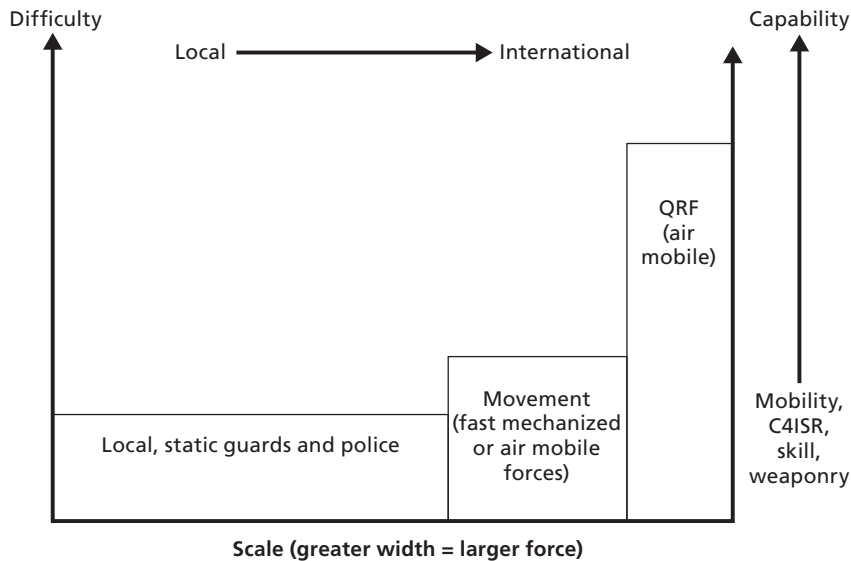 Difficulty
Capability
Local
International
QRF
(air
mobile)
Movement
(fast mechanized
or air mobile
forces)
Local, static guards and police
Mobility,
C4ISR,
skill,
weaponry
Scale (greater width = larger force)